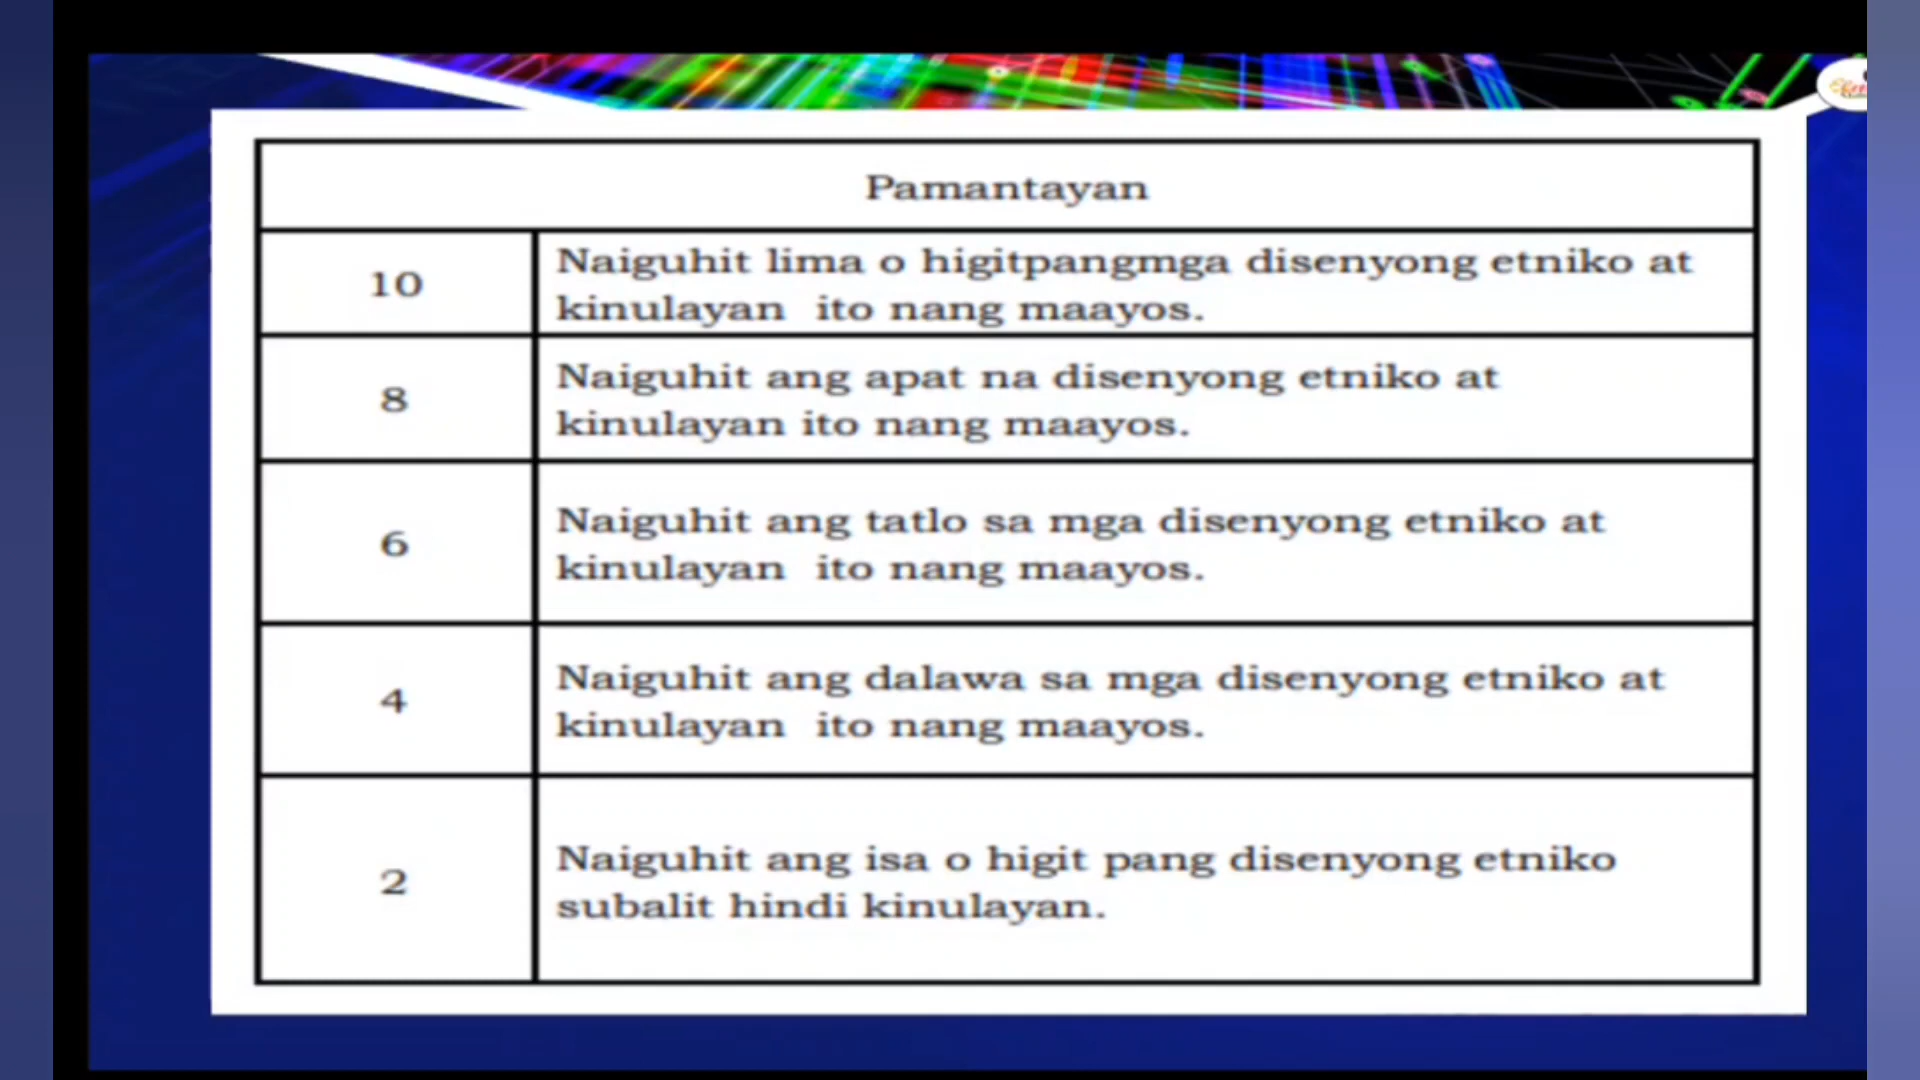 Pamantayan
10
Naiguhit lima o higitpangmga disenyong etniko at
kinulayan ito nang maayos.
8
Naiguhit ang apat na disenyong etniko at
kinulayan ito nang maayos.
6
Naiguhit ang tatlo sa mga disenyong etniko at
kinulayan ito nang maayos.
4
Naiguhit ang dalawa sa mga disenyong etniko at
kinulayan ito nang maayos.
2
Naiguhit ang isa o higit pang disenyong etniko
subalit hindi kinulayan.